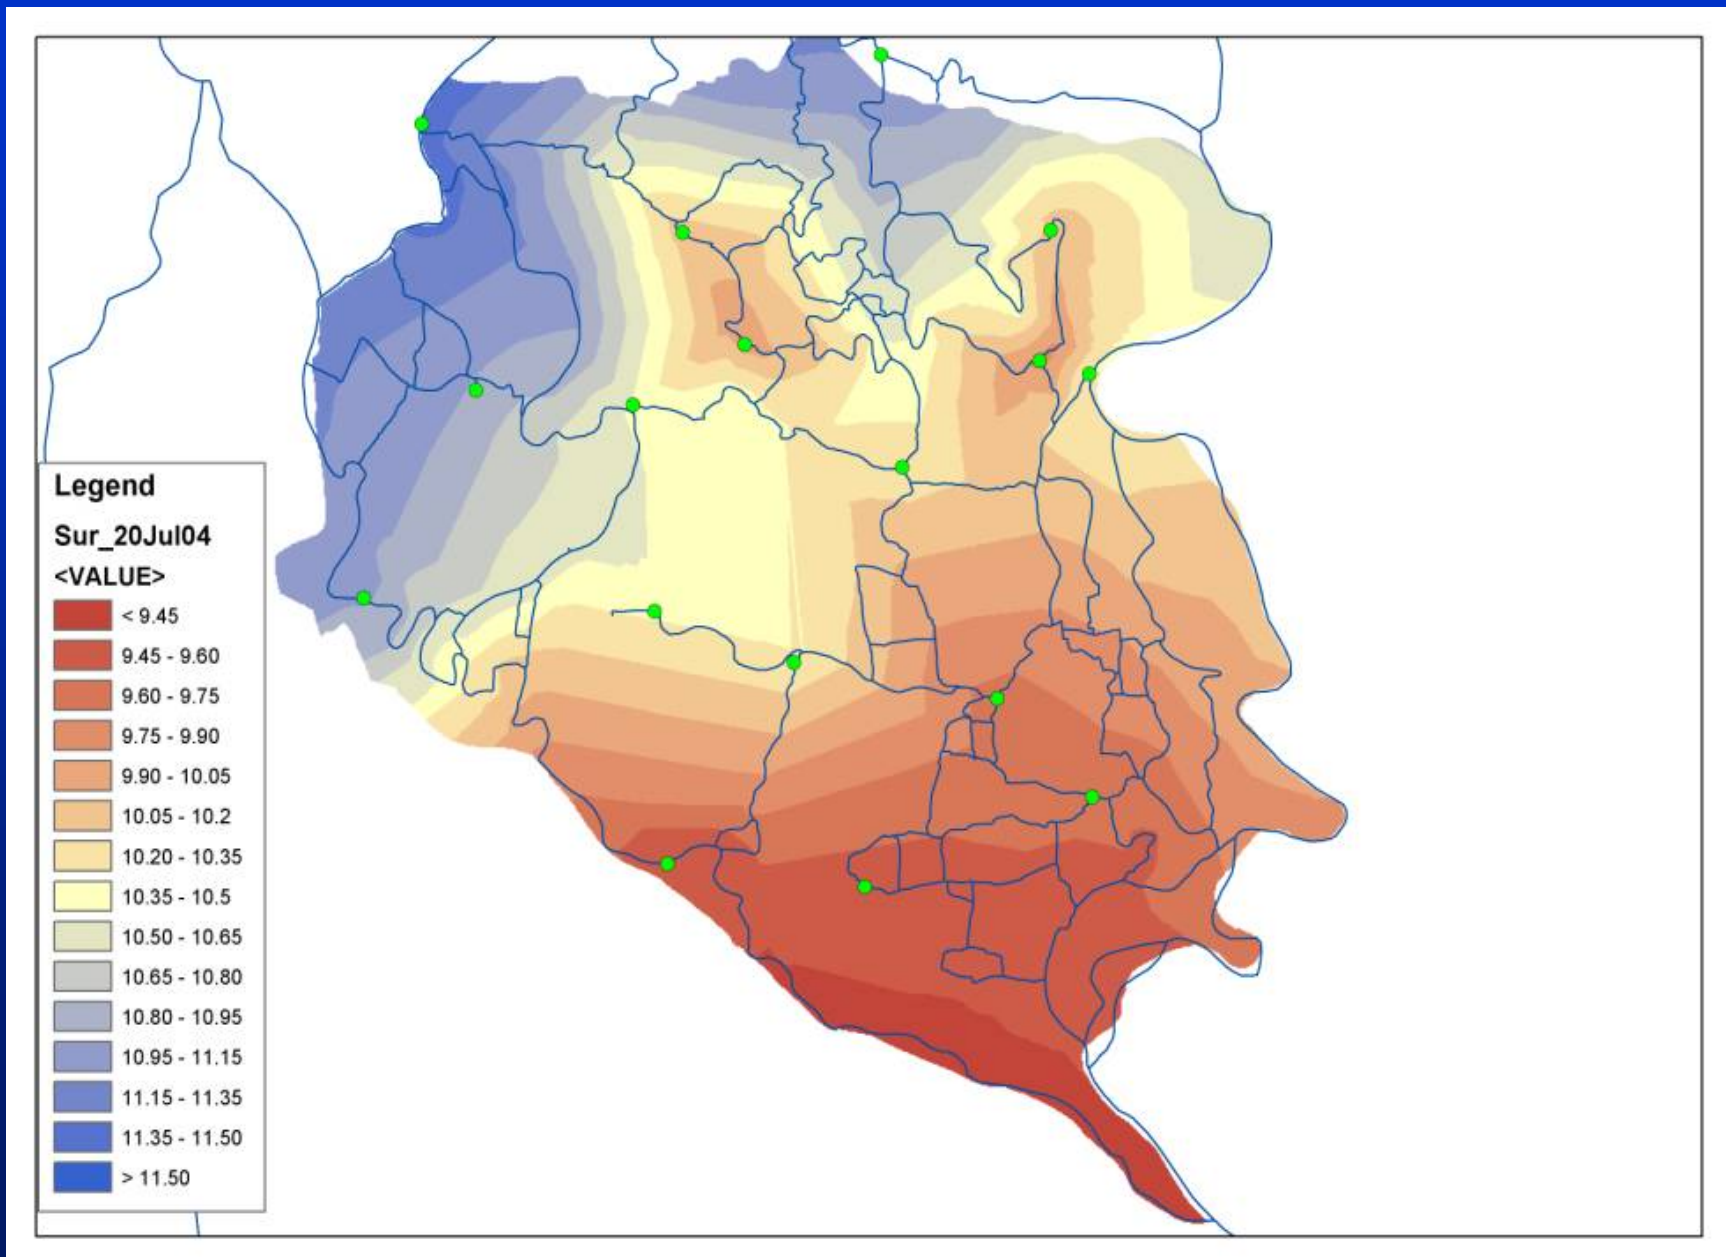 Legend
Sur_20Jul04
<VALUE>
< 9.45
9.45 - 9.60
9.60 - 9.75
9.75 - 9.90
9.90 - 10.05
10.05 - 10.2
10.20 - 10.35
10.35 - 10.5
10.50 - 10.65
10.65 - 10.80
10.80 - 10.95
10.95 - 11.15
11.15 - 11.35
11.35 - 11.50
> 11.50